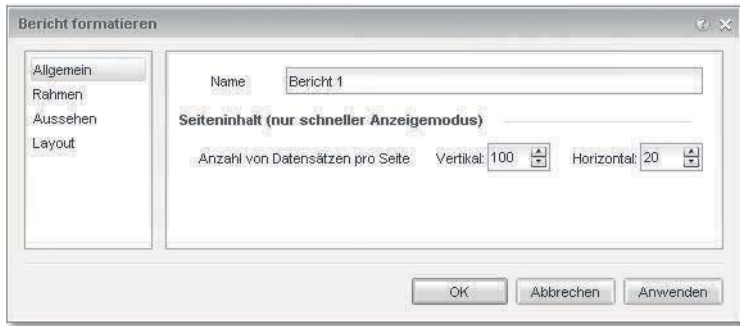 Bericht formatieren
Allgemein
Rahmen
Aussehen
Layout
Name Bericht 1
Seiteninhalt (nur schneller Anzeigemodus)
Anzahl von Datensätzen pro Seite Vertikal: 100 Horizontal: 20
OK Abbrechen Anwenden